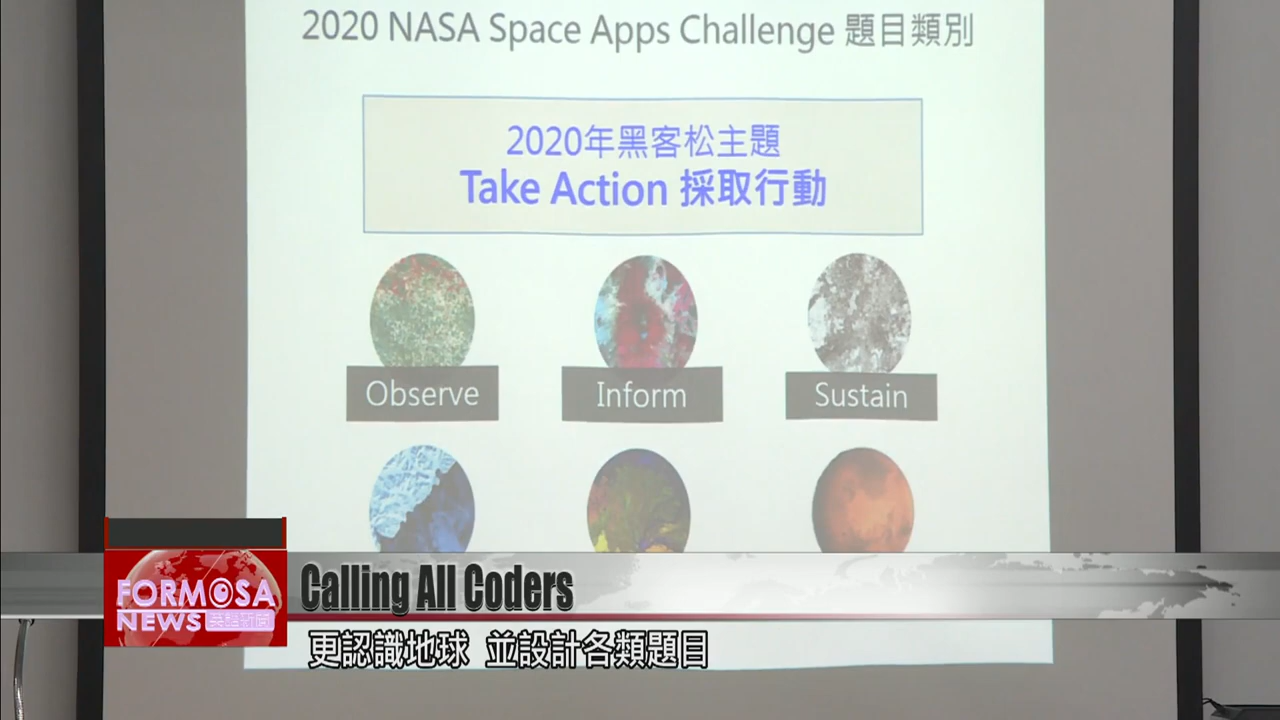 2020 NASA Space Apps Challenge 題目類別
2020年黑客松主題
Take Action 採取行動
Observe
Inform
Sustain
FORMOSA
NEWS 英語新聞
Calling All Coders
更認識地球 並設計各類題目